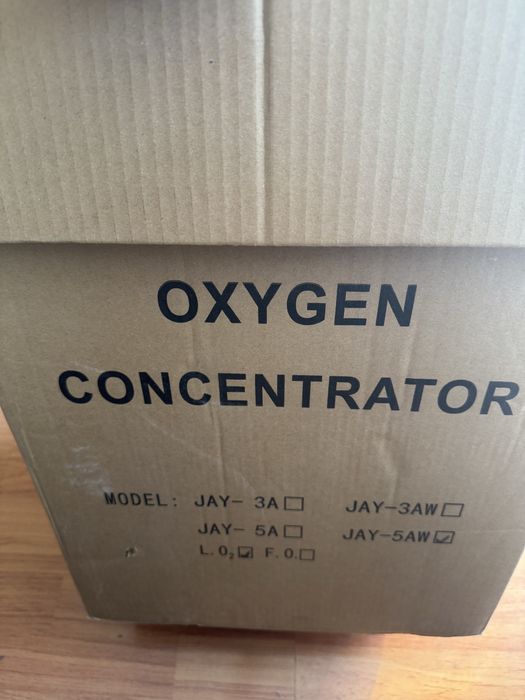 OXYGEN
CONCENTRATOR
MODEL: JAY- 3A☐ JAY-3AW☐
JAY- 5A☐ JAY-5AW☑
L.O₂☑ F.O.☐